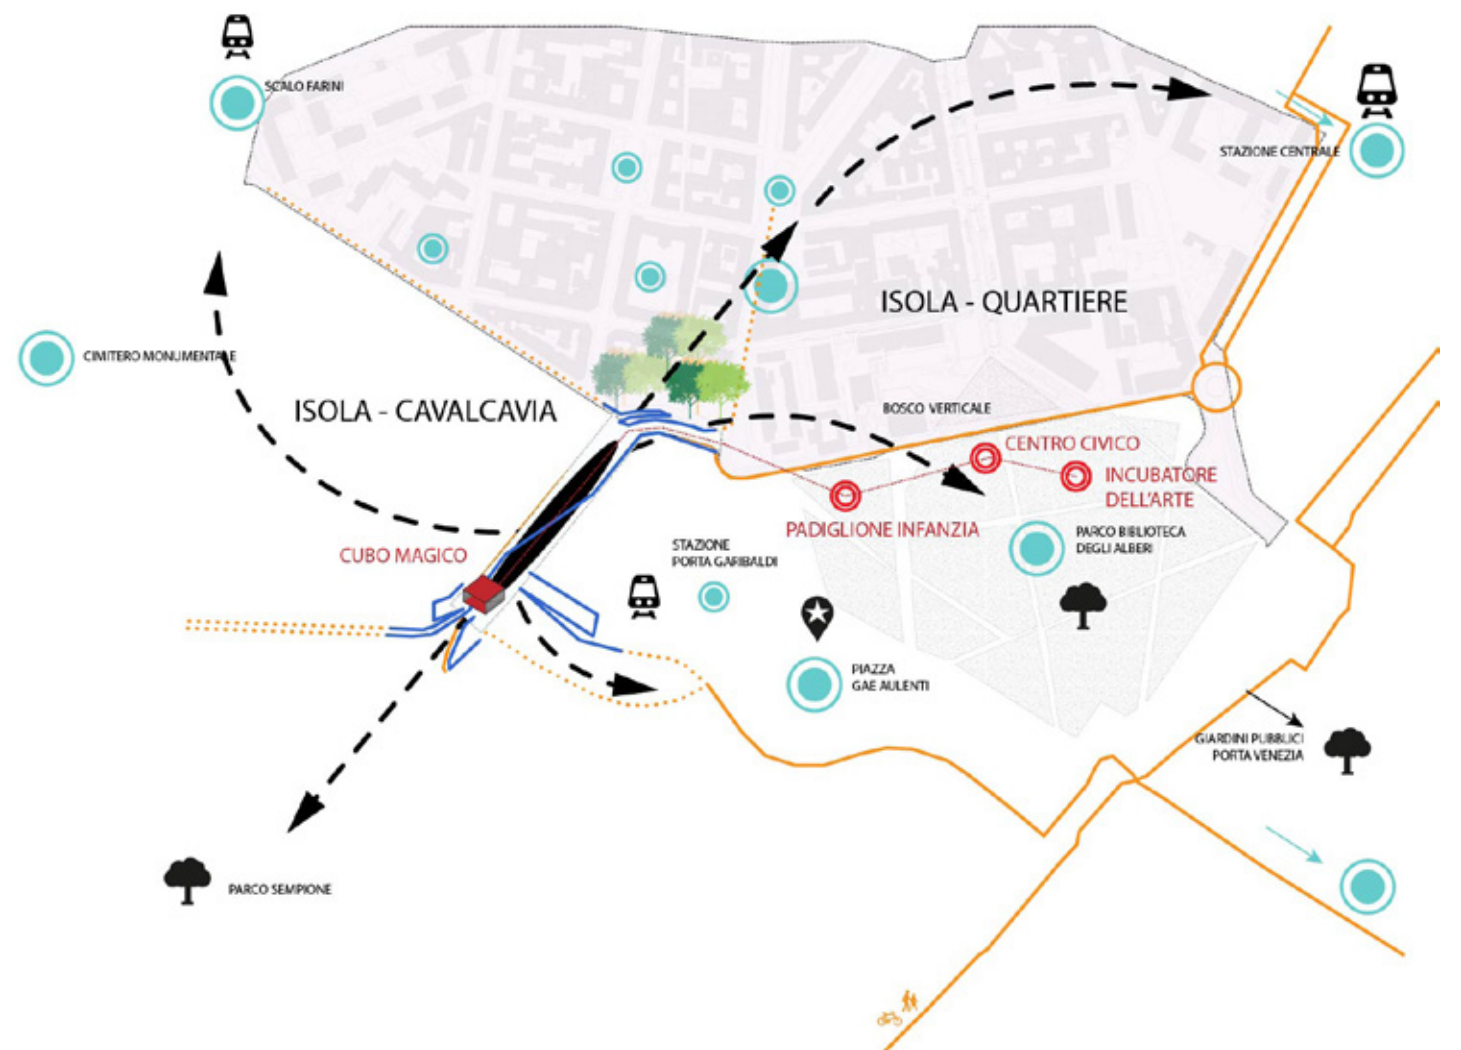 SCALO FARINI
STAZIONE CENTRALE
ISOLA - QUARTIERE
CIMITERO MONUMENTALE
ISOLA - CAVALCAVIA
BOSCO VERTICALE
CENTRO CIVICO
INCUBATORE
DELL'ARTE
PADIGLIONE INFANZIA
CUBO MAGICO
STAZIONE
PORTA GARIBALDI
PARCO BIBLIOTECA
DEGLI ALBERI
PIAZZA
GAE AULENTI
GIARDINI PUBBLICI
PORTA VENEZIA
PARCO SEMPIONE